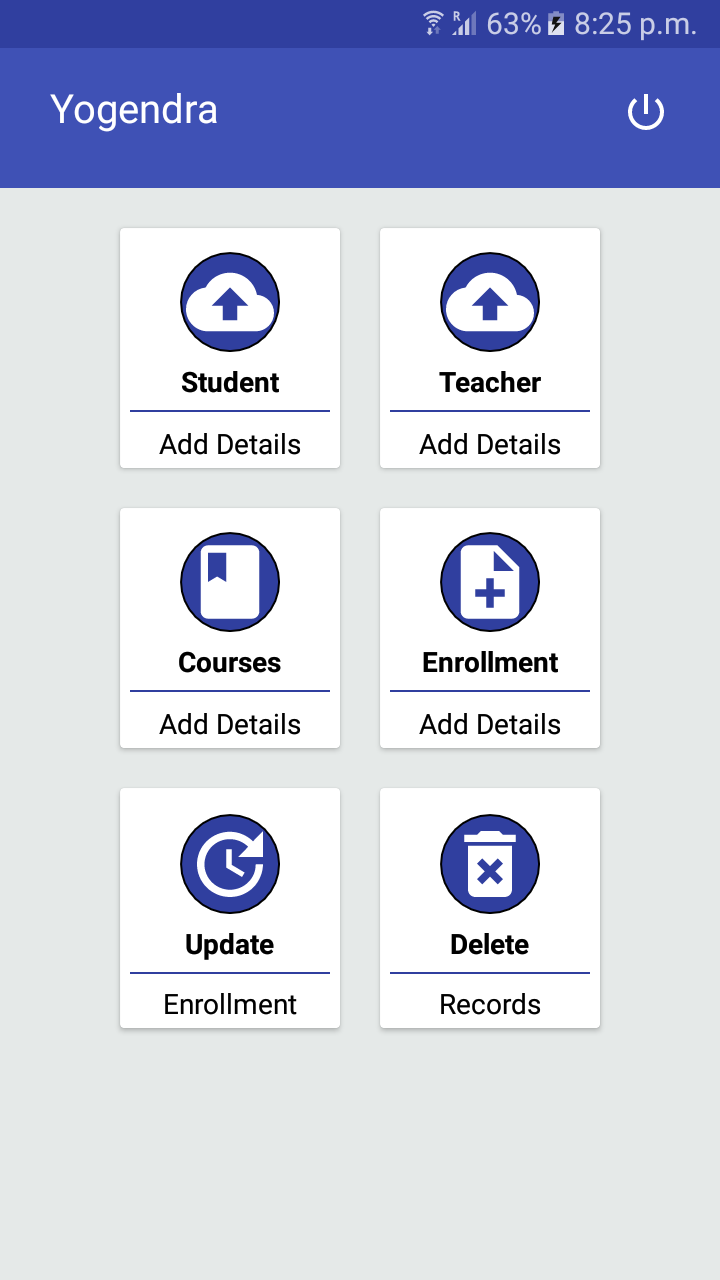 R 63% 8:25 p.m.
Yogendra
Student
Add Details
Teacher
Add Details
Courses
Add Details
Enrollment
Add Details
Update
Enrollment
Delete
Records